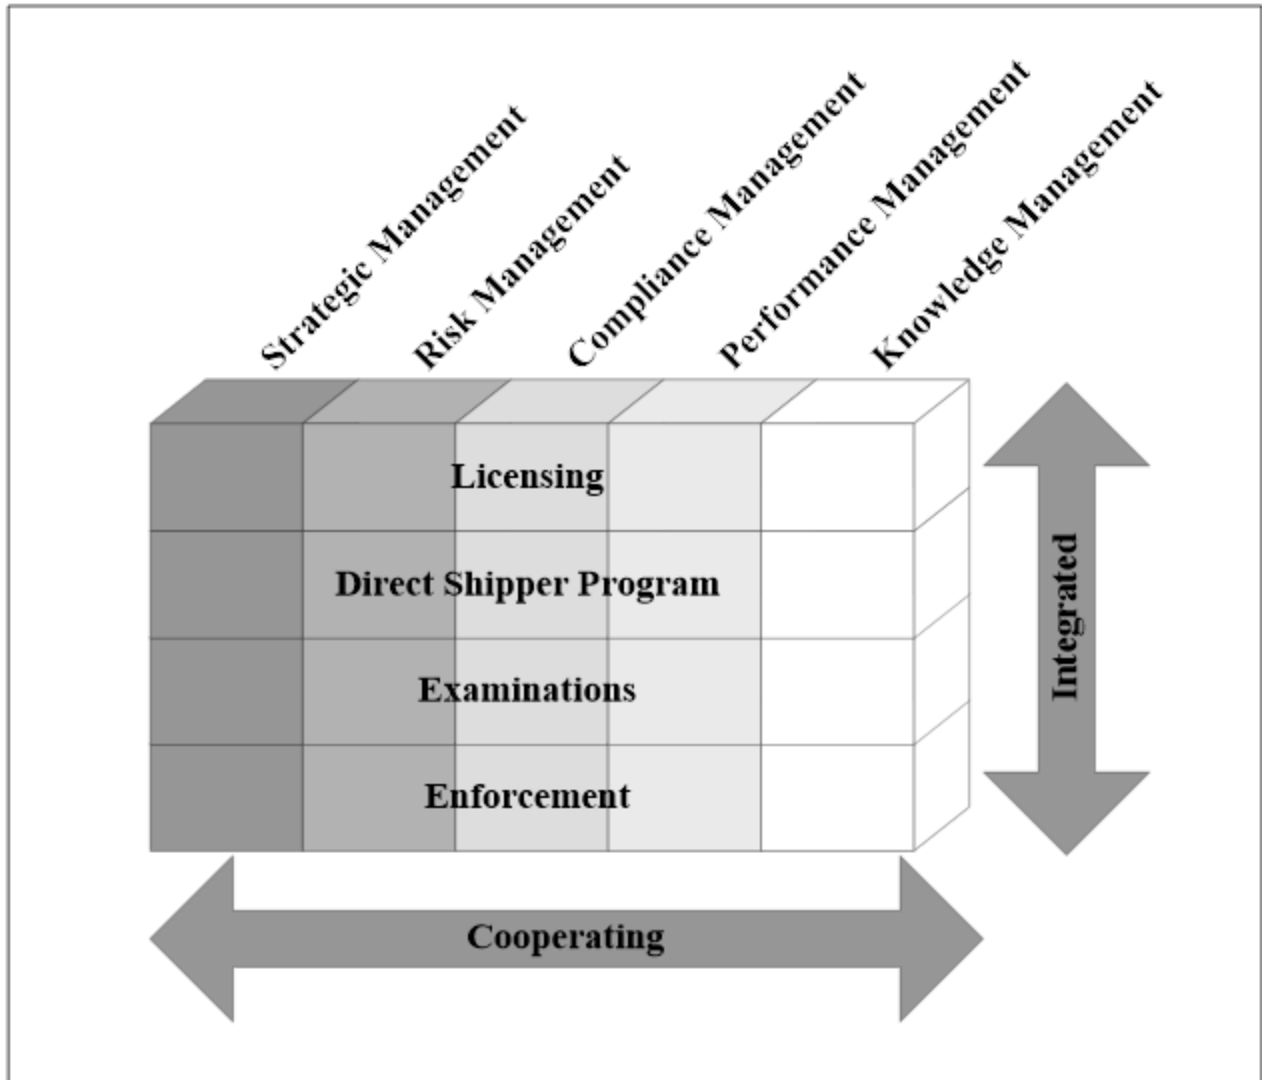 Strategic Management
Risk Management
Compliance Management
Performance Management
Knowledge Management
Licensing
Direct Shipper Program
Examinations
Enforcement
Integrated
Cooperating